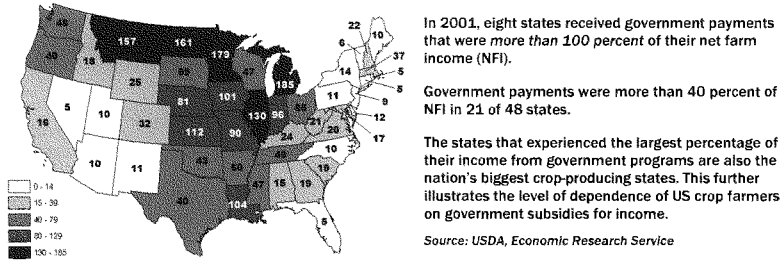 22
10
6
37
157
161
179
40
18
47
14
5
25
185
5
11
5
10
81
101
9
130
96
32
21
12
112
90
24
20
17
10
10
11
47
15
19
19
40
104
5
0 - 14
15 - 39
40 - 79
80 - 129
130 - 185
In 2001, eight states received government payments
that were more than 100 percent of their net farm
income (NFI).
Government payments were more than 40 percent of
NFI in 21 of 48 states.
The states that experienced the largest percentage of
their income from government programs are also the
nation's biggest crop-producing states. This further
illustrates the level of dependence of US crop farmers
on government subsidies for income.
Source: USDA, Economic Research Service